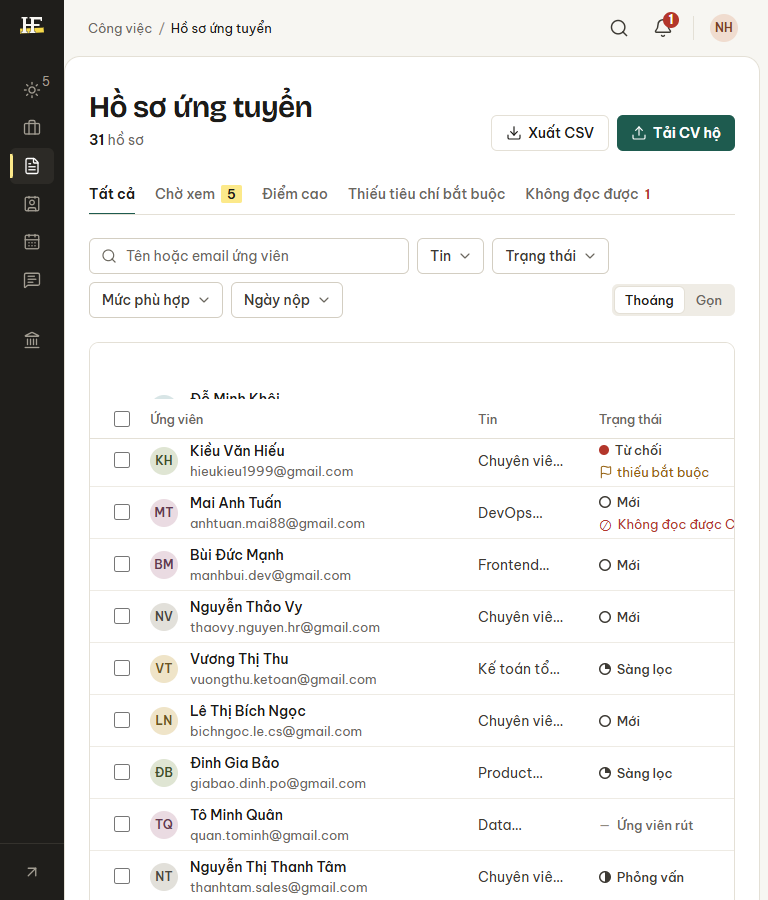 HF
Công việc / Hồ sơ ứng tuyển
1
NH
5
Hồ sơ ứng tuyển
31 hồ sơ
Xuất CSV
Tải CV hộ
Tất cả
Chờ xem 5
Điểm cao
Thiếu tiêu chí bắt buộc
Không đọc được 1
Tên hoặc email ứng viên
Tin
Trạng thái
Mức phù hợp
Ngày nộp
Thoáng
Gọn
Đỗ Minh Khôi
Ứng viên
Tin
Trạng thái
KH
Kiều Văn Hiếu
hieukieu1999@gmail.com
Chuyên viê...
Từ chối
thiếu bắt buộc
MT
Mai Anh Tuấn
anhtuan.mai88@gmail.com
DevOps...
Mới
Không đọc được C
BM
Bùi Đức Mạnh
manhbui.dev@gmail.com
Frontend...
Mới
NV
Nguyễn Thảo Vy
thaovy.nguyen.hr@gmail.com
Chuyên viê...
Mới
VT
Vương Thị Thu
vuongthu.ketoan@gmail.com
Kế toán tổ...
Sàng lọc
LN
Lê Thị Bích Ngọc
bichngoc.le.cs@gmail.com
Chuyên viê...
Mới
ĐB
Đinh Gia Bảo
giabao.dinh.po@gmail.com
Product...
Sàng lọc
TQ
Tô Minh Quân
quan.tominh@gmail.com
Data...
Ứng viên rút
NT
Nguyễn Thị Thanh Tâm
thanhtam.sales@gmail.com
Chuyên viê...
Phỏng vấn